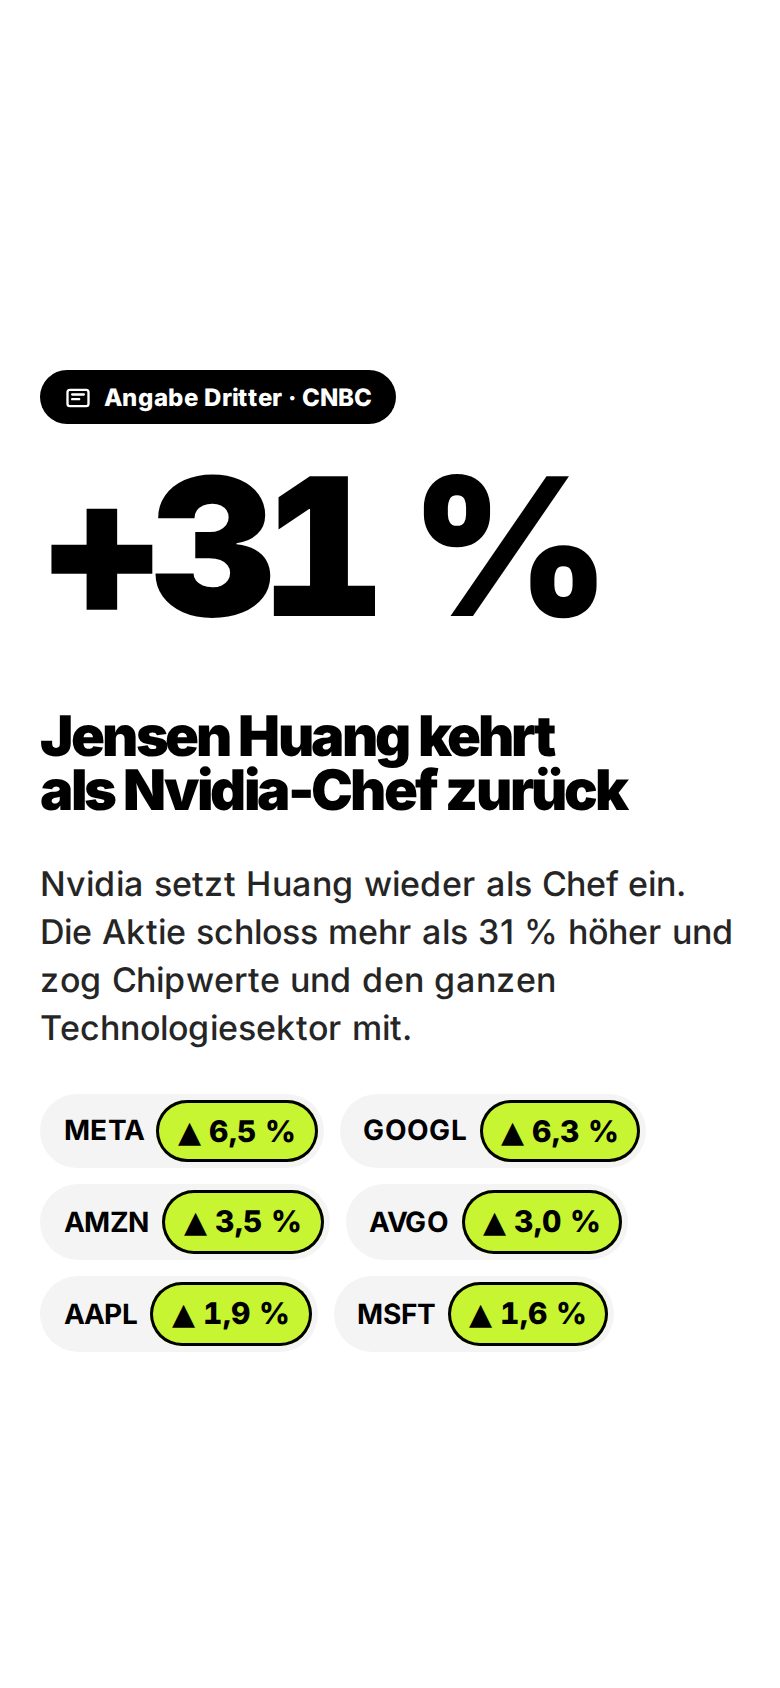 Angabe Dritter · CNBC
+31 %
Jensen Huang kehrt
als Nvidia-Chef zurück
Nvidia setzt Huang wieder als Chef ein.
Die Aktie schloss mehr als 31 % höher und
zog Chipwerte und den ganzen
Technologiesektor mit.
META ▲ 6,5 % GOOGL ▲ 6,3 %
AMZN ▲ 3,5 % AVGO ▲ 3,0 %
AAPL ▲ 1,9 % MSFT ▲ 1,6 %